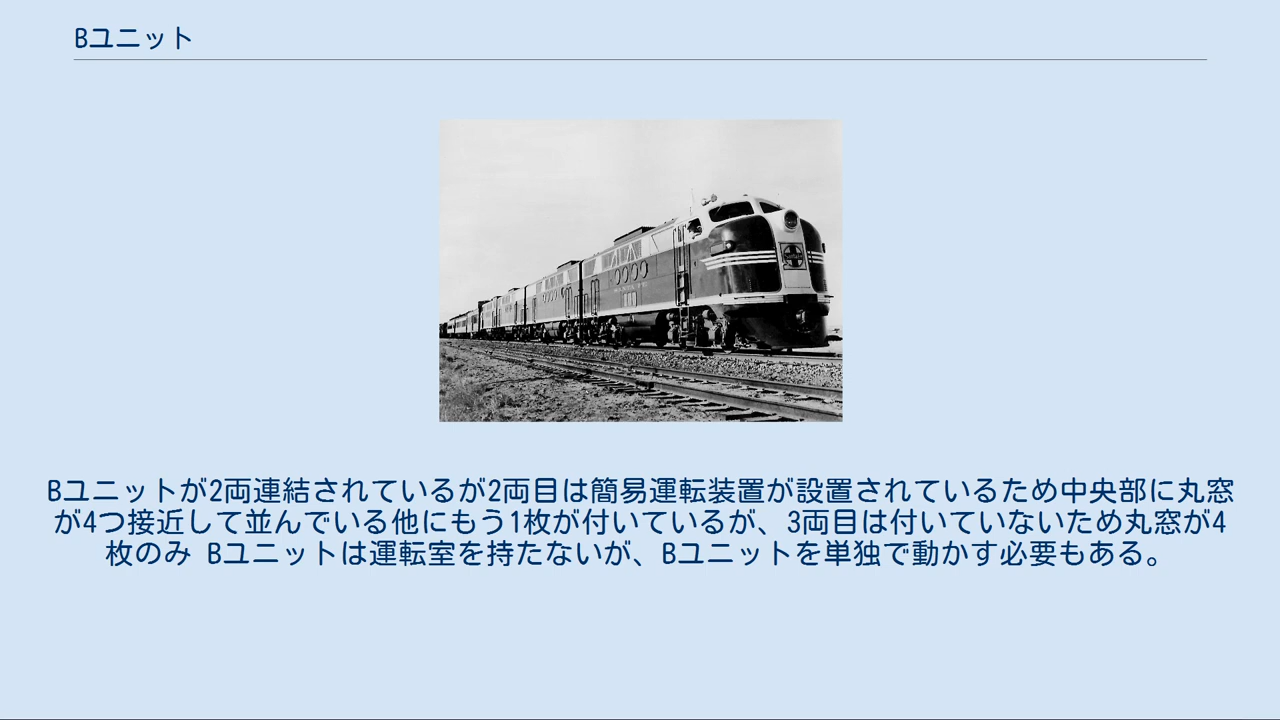 Bユニット
Bユニットが2両連結されているが2両目は簡易運転装置が設置されているため中央部に丸窓
が4つ接近して並んでいる他にもう1枚が付いているが、3両目は付いていないため丸窓が4
枚のみ Bユニットは運転室を持たないが、Bユニットを単独で動かす必要もある。